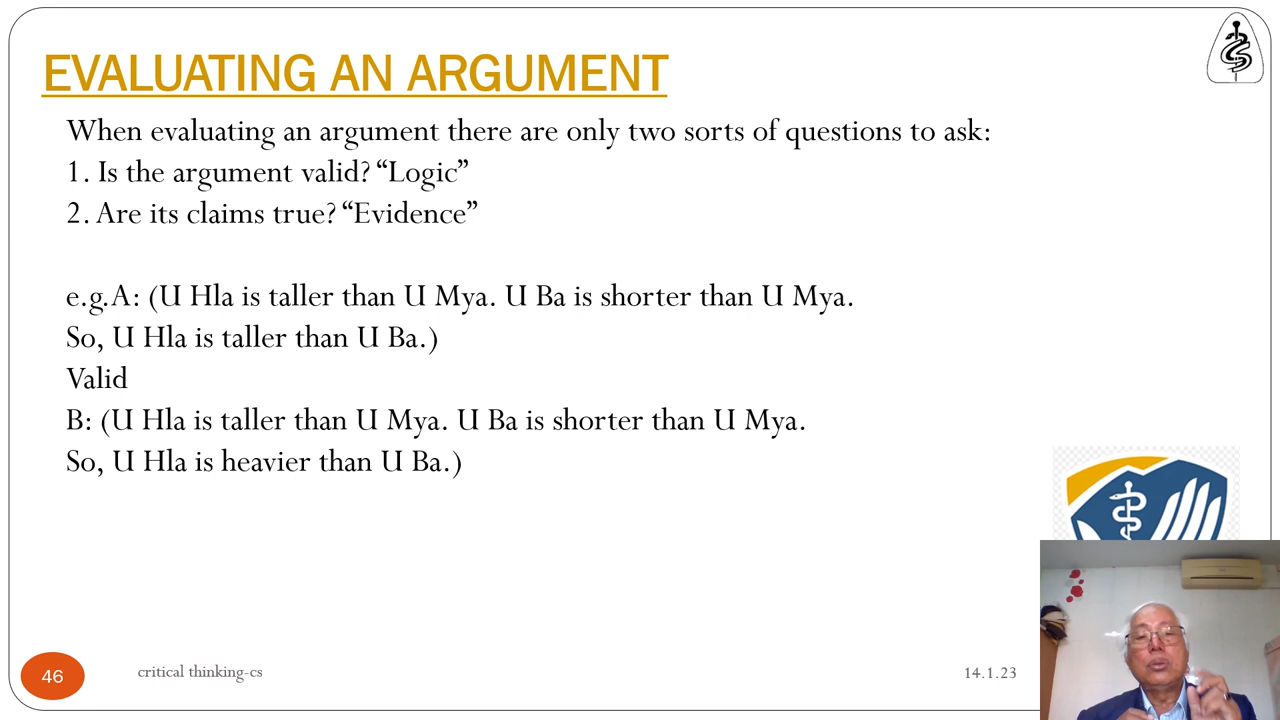 EVALUATING AN ARGUMENT
When evaluating an argument there are only two sorts of questions to ask:
1. Is the argument valid? “Logic”
2. Are its claims true? “Evidence”
e.g. A: (U Hla is taller than U Mya. U Ba is shorter than U Mya.
So, U Hla is taller than U Ba.)
Valid
B: (U Hla is taller than U Mya. U Ba is shorter than U Mya.
So, U Hla is heavier than U Ba.)
46
critical thinking-cs
14.1.23